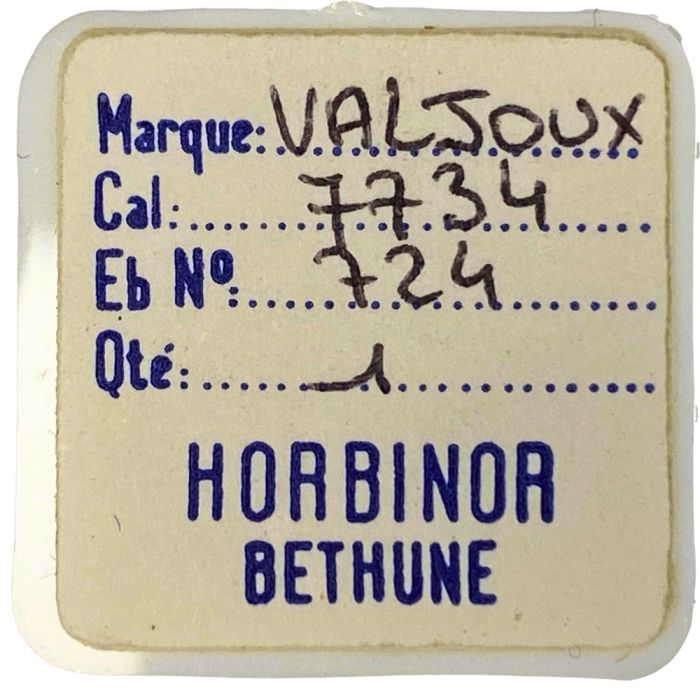 Marque: VALJOUX
Cal: 7734
Eb Nº: 724
Qté: 1
HORBINOR
BETHUNE